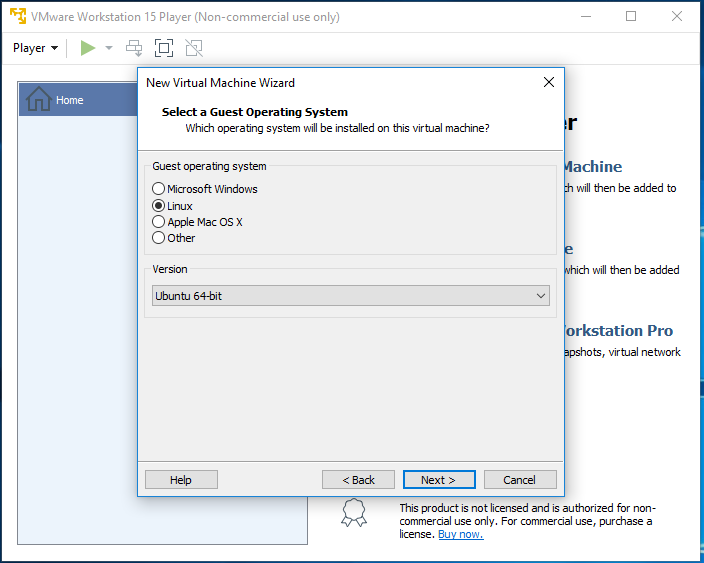 VMware Workstation 15 Player (Non-commercial use only)
Player
Home
New Virtual Machine Wizard
Select a Guest Operating System
Which operating system will be installed on this virtual machine?
Guest operating system
Microsoft Windows
Linux
Apple Mac OS X
Other
Version
Ubuntu 64-bit
Help
< Back
Next >
Cancel
Machine
will then be added to
which will then be added
Workstation Pro
virtual network
This product is not licensed and is authorized for non-
commercial use only. For commercial use, purchase a
license. Buy now.